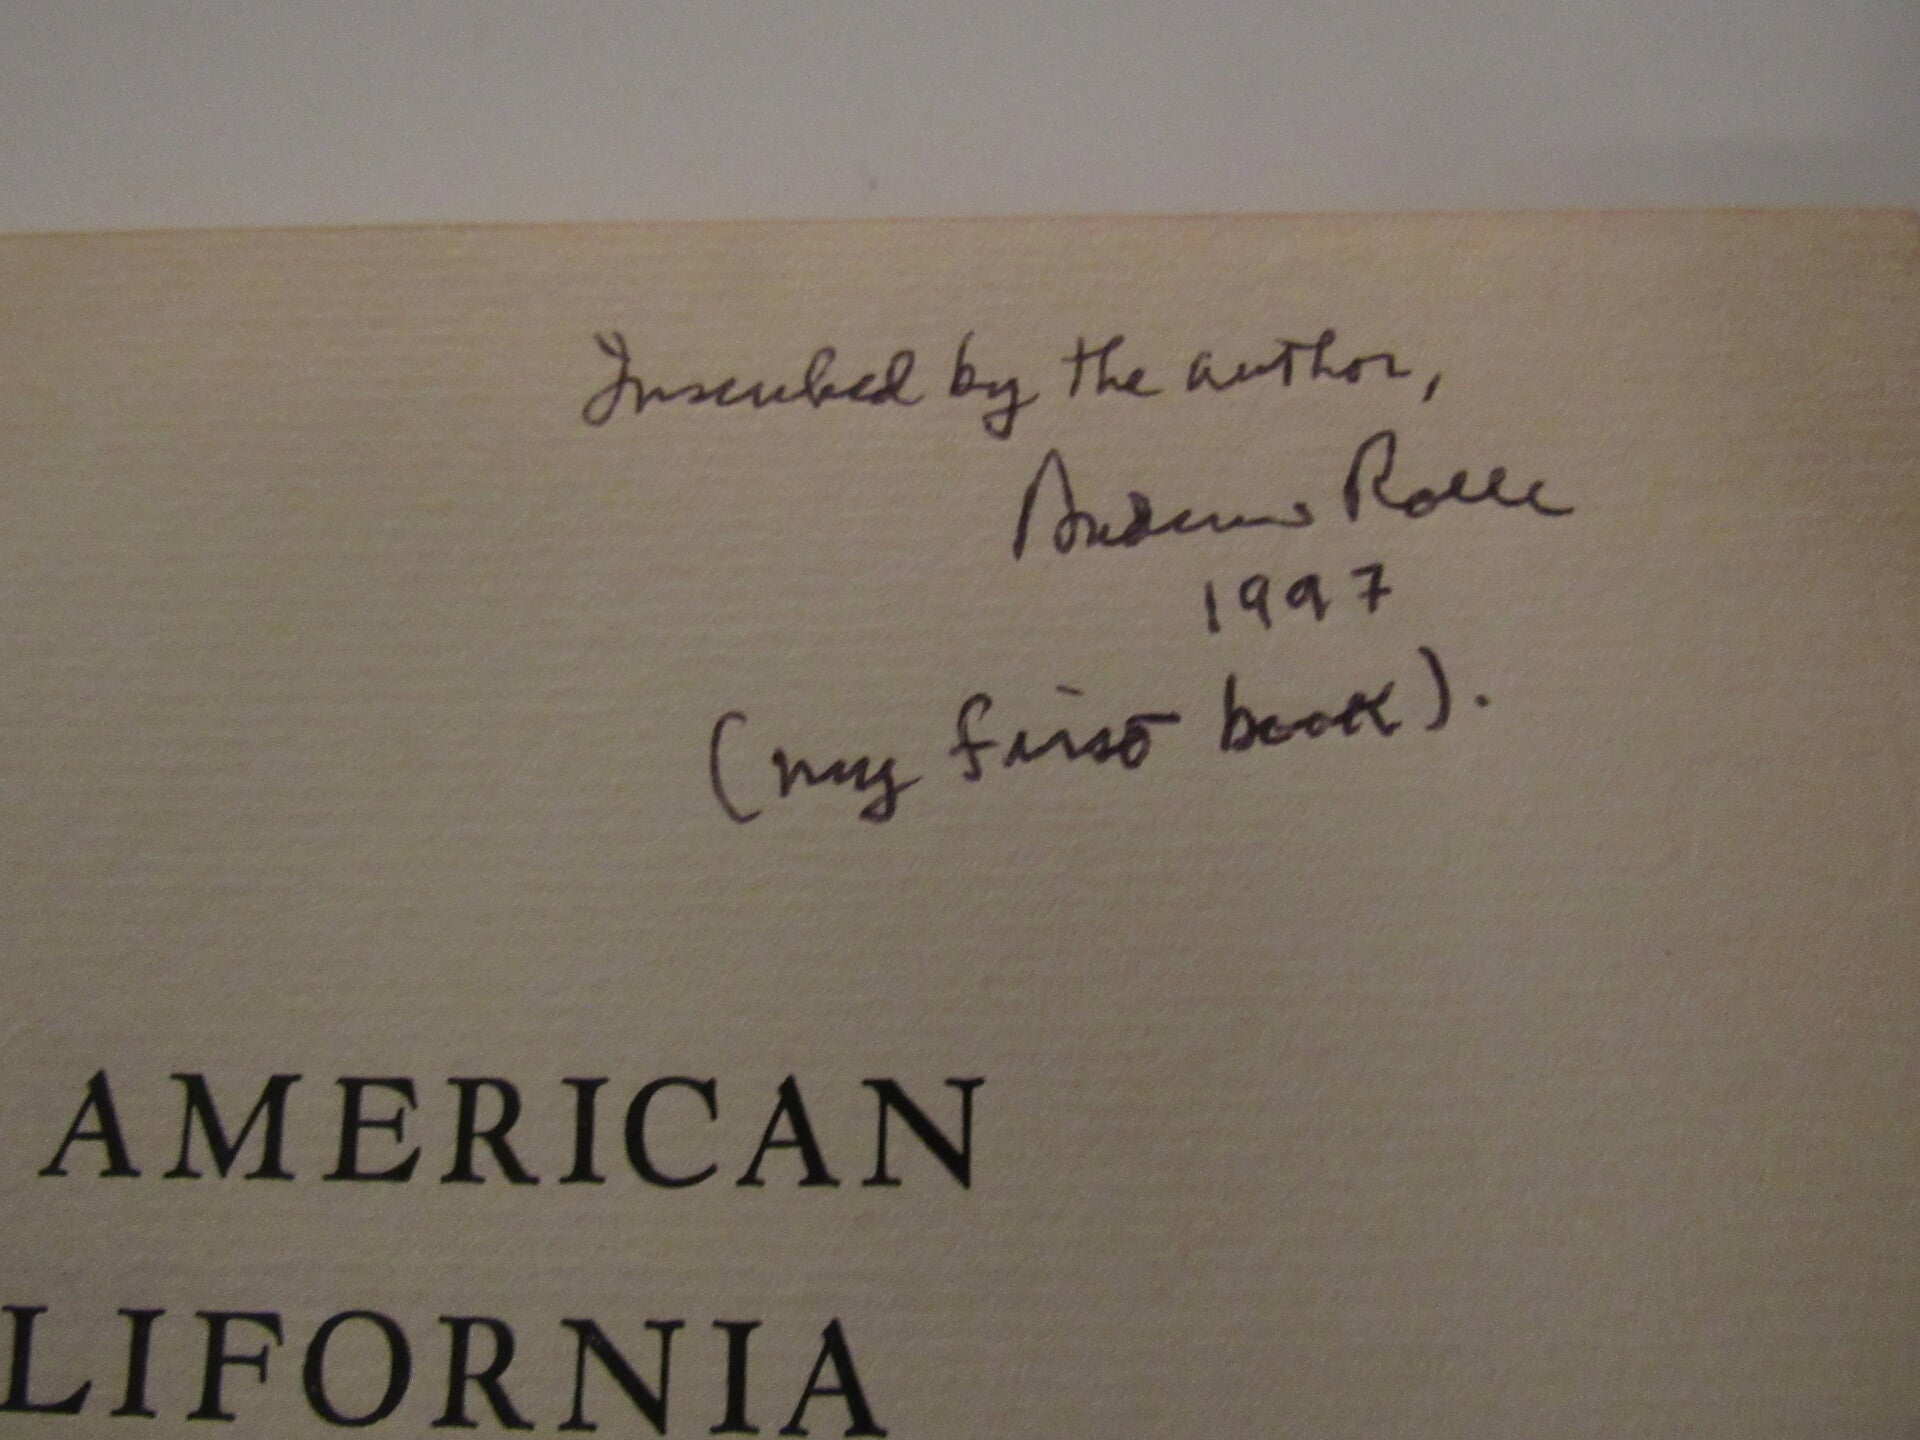 Inscribed by the author,
Andrew Rolle
1997
(my first book).
AMERICAN
LIFORNIA